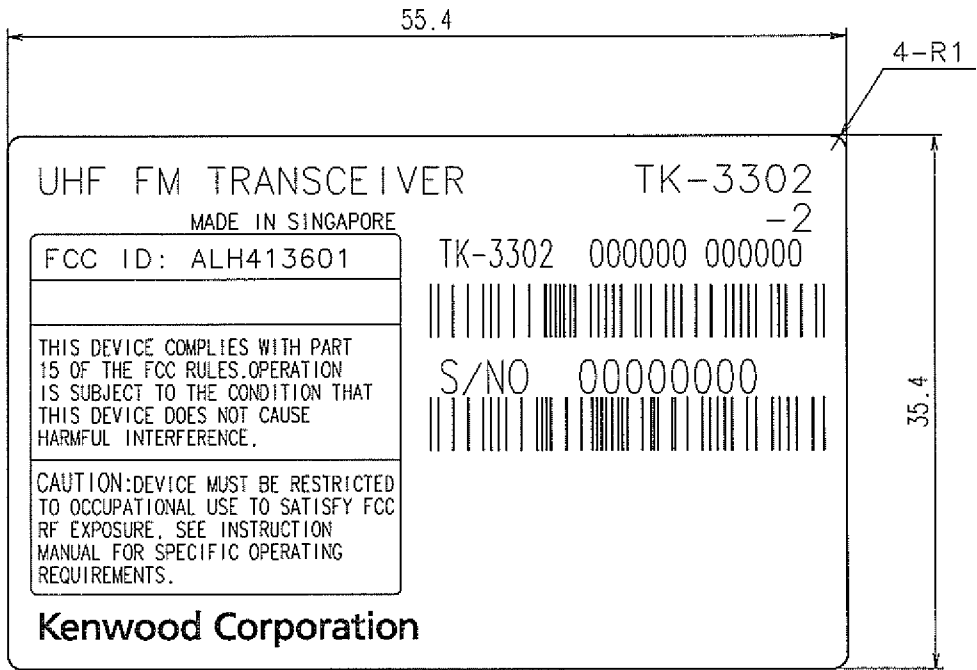 55.4
4-R1
UHF FM TRANSCEIVER
TK-3302
-2
MADE IN SINGAPORE
FCC ID: ALH413601
TK-3302 000000 000000
THIS DEVICE COMPLIES WITH PART
15 OF THE FCC RULES.OPERATION
IS SUBJECT TO THE CONDITION THAT
THIS DEVICE DOES NOT CAUSE
HARMFUL INTERFERENCE.
S/NO 00000000
35.4
CAUTION:DEVICE MUST BE RESTRICTED
TO OCCUPATIONAL USE TO SATISFY FCC
RF EXPOSURE. SEE INSTRUCTION
MANUAL FOR SPECIFIC OPERATING
REQUIREMENTS.
Kenwood Corporation